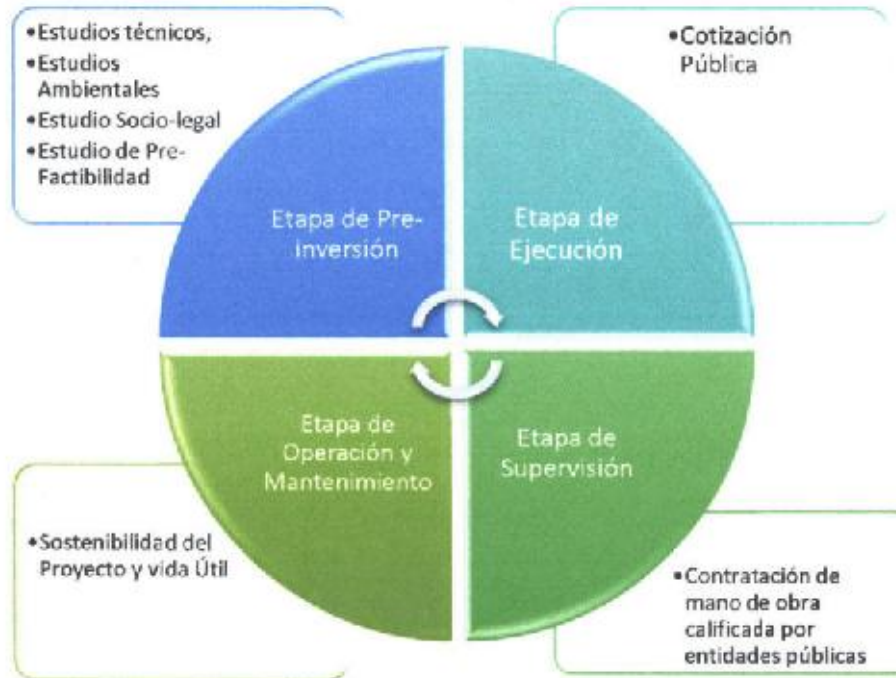 •Estudios técnicos,
•Estudios
Ambientales
•Estudio Socio-legal
•Estudio de Pre-
Factibilidad
•Cotización
Pública
Etapa de Pre-
inversión
Etapa de
Ejecución
Etapa de
Operación y
Mantenimiento
Etapa de
Supervisión
•Sostenibilidad del
Proyecto y vida Útil
•Contratación de
mano de obra
calificada por
entidades públicas